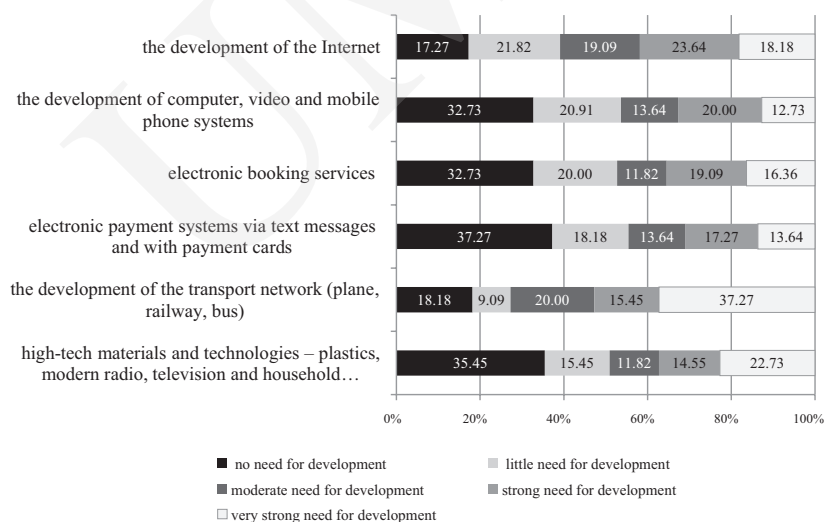 the development of the Internet
17.27 21.82 19.09 23.64 18.18
the development of computer, video and mobile
phone systems
32.73 20.91 13.64 20.00 12.73
electronic booking services
32.73 20.00 11.82 19.09 16.36
electronic payment systems via text messages
and with payment cards
37.27 18.18 13.64 17.27 13.64
the development of the transport network (plane,
railway, bus)
18.18 9.09 20.00 15.45 37.27
high-tech materials and technologies – plastics,
modern radio, television and household…
35.45 15.45 11.82 14.55 22.73
0% 20% 40% 60% 80% 100%
no need for development little need for development
moderate need for development strong need for development
very strong need for development